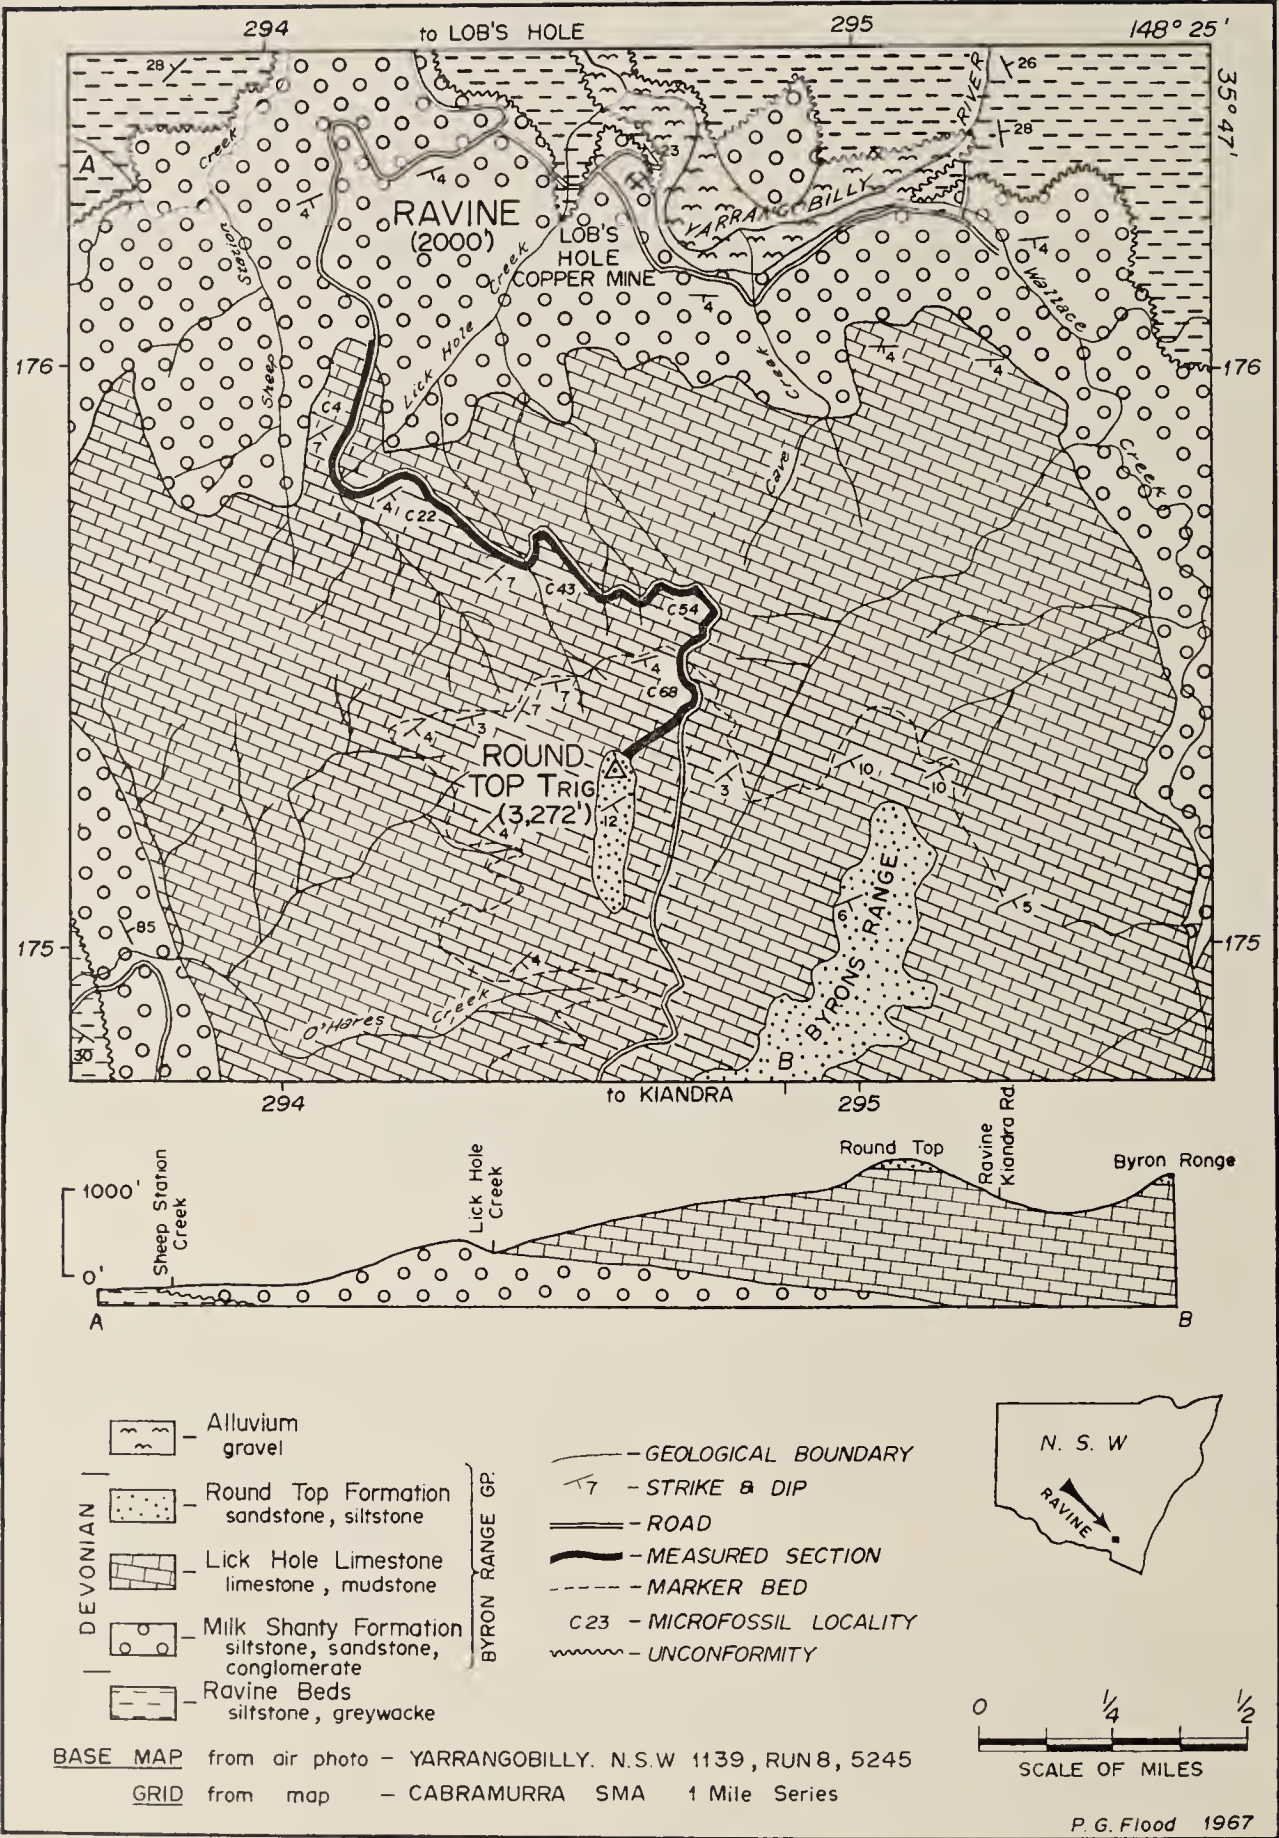 294
to LOB'S HOLE
295
148° 25'
35° 47'
28
26
RIVER
28
A
Creek
23
4
4
YARRANGOBILLY
RAVINE
(2000')
LOB'S
HOLE
COPPER MINE
Station
Creek
4
4
Wallace
176
Hole
Sheep
Lick
4
4
176
Creek
C4
7
Creek
Cave
4
C22
7
C43
C54
4
C68
7
7
3
4
ROUND
TOP TRIG
(3,272')
12
4
3
10
10
5
6
BYRONS RANGE
85
175
175
4
O'Hares Creek
30
B
294
to KIANDRA
295
Sheep Station
Creek
Lick Hole
Creek
Round Top
Ravine
Kiandra Rd.
Byron Ronge
1000'
0'
A
B
Alluvium
gravel
DEVONIAN
Round Top Formation
sandstone, siltstone
Lick Hole Limestone
limestone, mudstone
Milk Shanty Formation
siltstone, sandstone,
conglomerate
BYRON RANGE GP.
Ravine Beds
siltstone, greywacke
- GEOLOGICAL BOUNDARY
7 - STRIKE & DIP
- ROAD
- MEASURED SECTION
- MARKER BED
C23 - MICROFOSSIL LOCALITY
- UNCONFORMITY
N. S. W
RAVINE
0 1/4 1/2
SCALE OF MILES
BASE MAP from air photo - YARRANGOBILLY. N.S.W 1139, RUN 8, 5245
GRID from map - CABRAMURRA SMA 1 Mile Series
P. G. Flood 1967